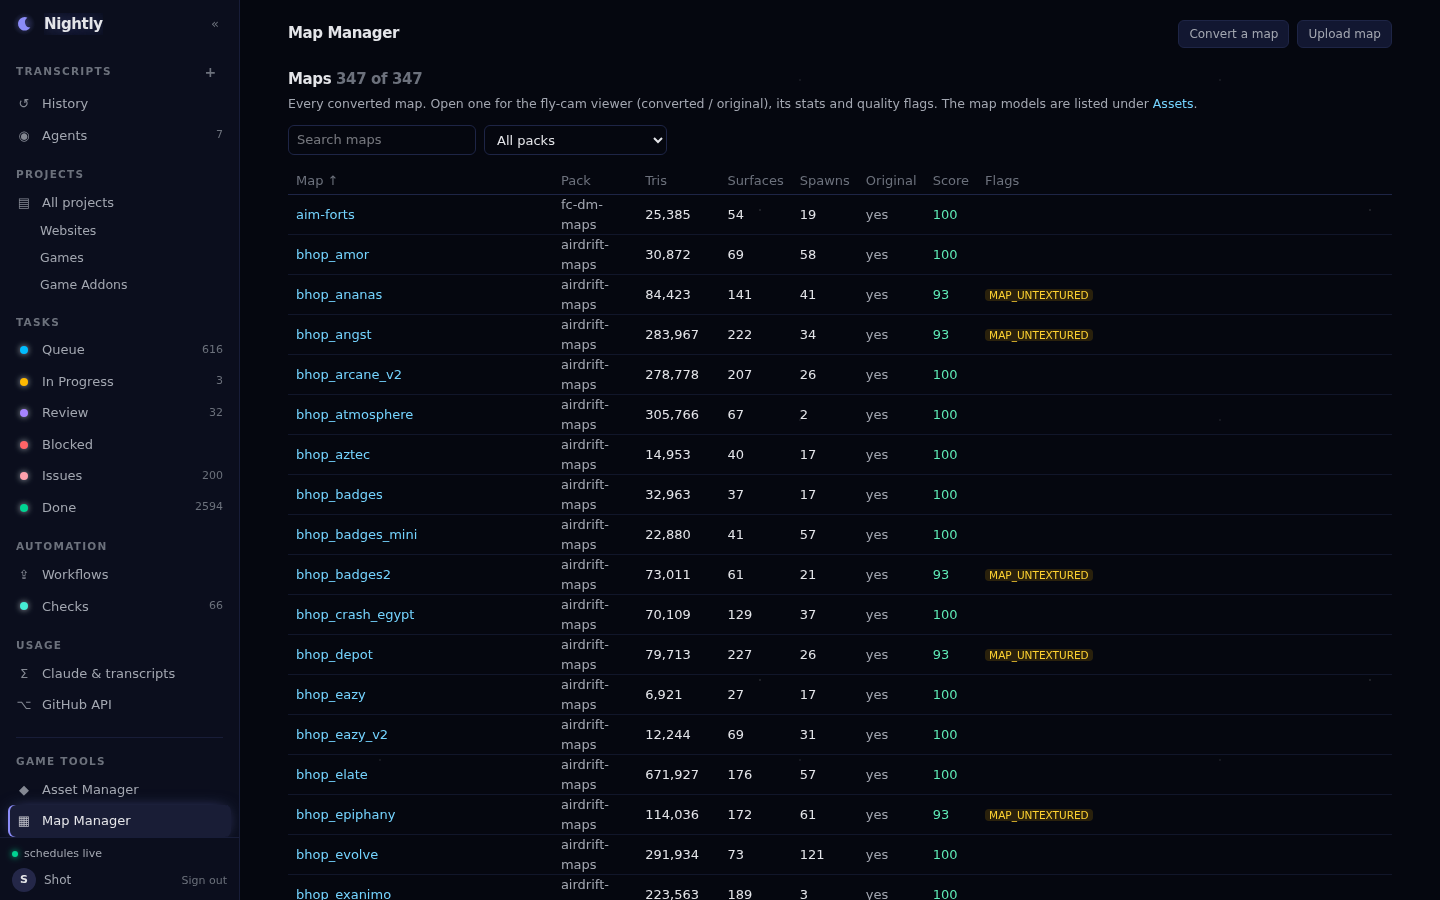 Nightly «
TRANSCRIPTS +
History
Agents 7
PROJECTS
All projects
Websites
Games
Game Addons
TASKS
Queue 616
In Progress 3
Review 32
Blocked
Issues 200
Done 2594
AUTOMATION
Workflows
Checks 66
USAGE
Σ Claude & transcripts
GitHub API
GAME TOOLS
Asset Manager
Map Manager
schedules live
S Shot Sign out
Map Manager
Convert a map Upload map
Maps 347 of 347
Every converted map. Open one for the fly-cam viewer (converted / original), its stats and quality flags. The map models are listed under Assets.
Search maps All packs
Map ↑ Pack Tris Surfaces Spawns Original Score Flags
aim-forts fc-dm-maps 25,385 54 19 yes 100
bhop_amor airdrift-maps 30,872 69 58 yes 100
bhop_ananas airdrift-maps 84,423 141 41 yes 93 MAP_UNTEXTURED
bhop_angst airdrift-maps 283,967 222 34 yes 93 MAP_UNTEXTURED
bhop_arcane_v2 airdrift-maps 278,778 207 26 yes 100
bhop_atmosphere airdrift-maps 305,766 67 2 yes 100
bhop_aztec airdrift-maps 14,953 40 17 yes 100
bhop_badges airdrift-maps 32,963 37 17 yes 100
bhop_badges_mini airdrift-maps 22,880 41 57 yes 100
bhop_badges2 airdrift-maps 73,011 61 21 yes 93 MAP_UNTEXTURED
bhop_crash_egypt airdrift-maps 70,109 129 37 yes 100
bhop_depot airdrift-maps 79,713 227 26 yes 93 MAP_UNTEXTURED
bhop_eazy airdrift-maps 6,921 27 17 yes 100
bhop_eazy_v2 airdrift-maps 12,244 69 31 yes 100
bhop_elate airdrift-maps 671,927 176 57 yes 100
bhop_epiphany airdrift-maps 114,036 172 61 yes 93 MAP_UNTEXTURED
bhop_evolve airdrift-maps 291,934 73 121 yes 100
bhop_exanimo airdrift- 223,563 189 3 yes 100